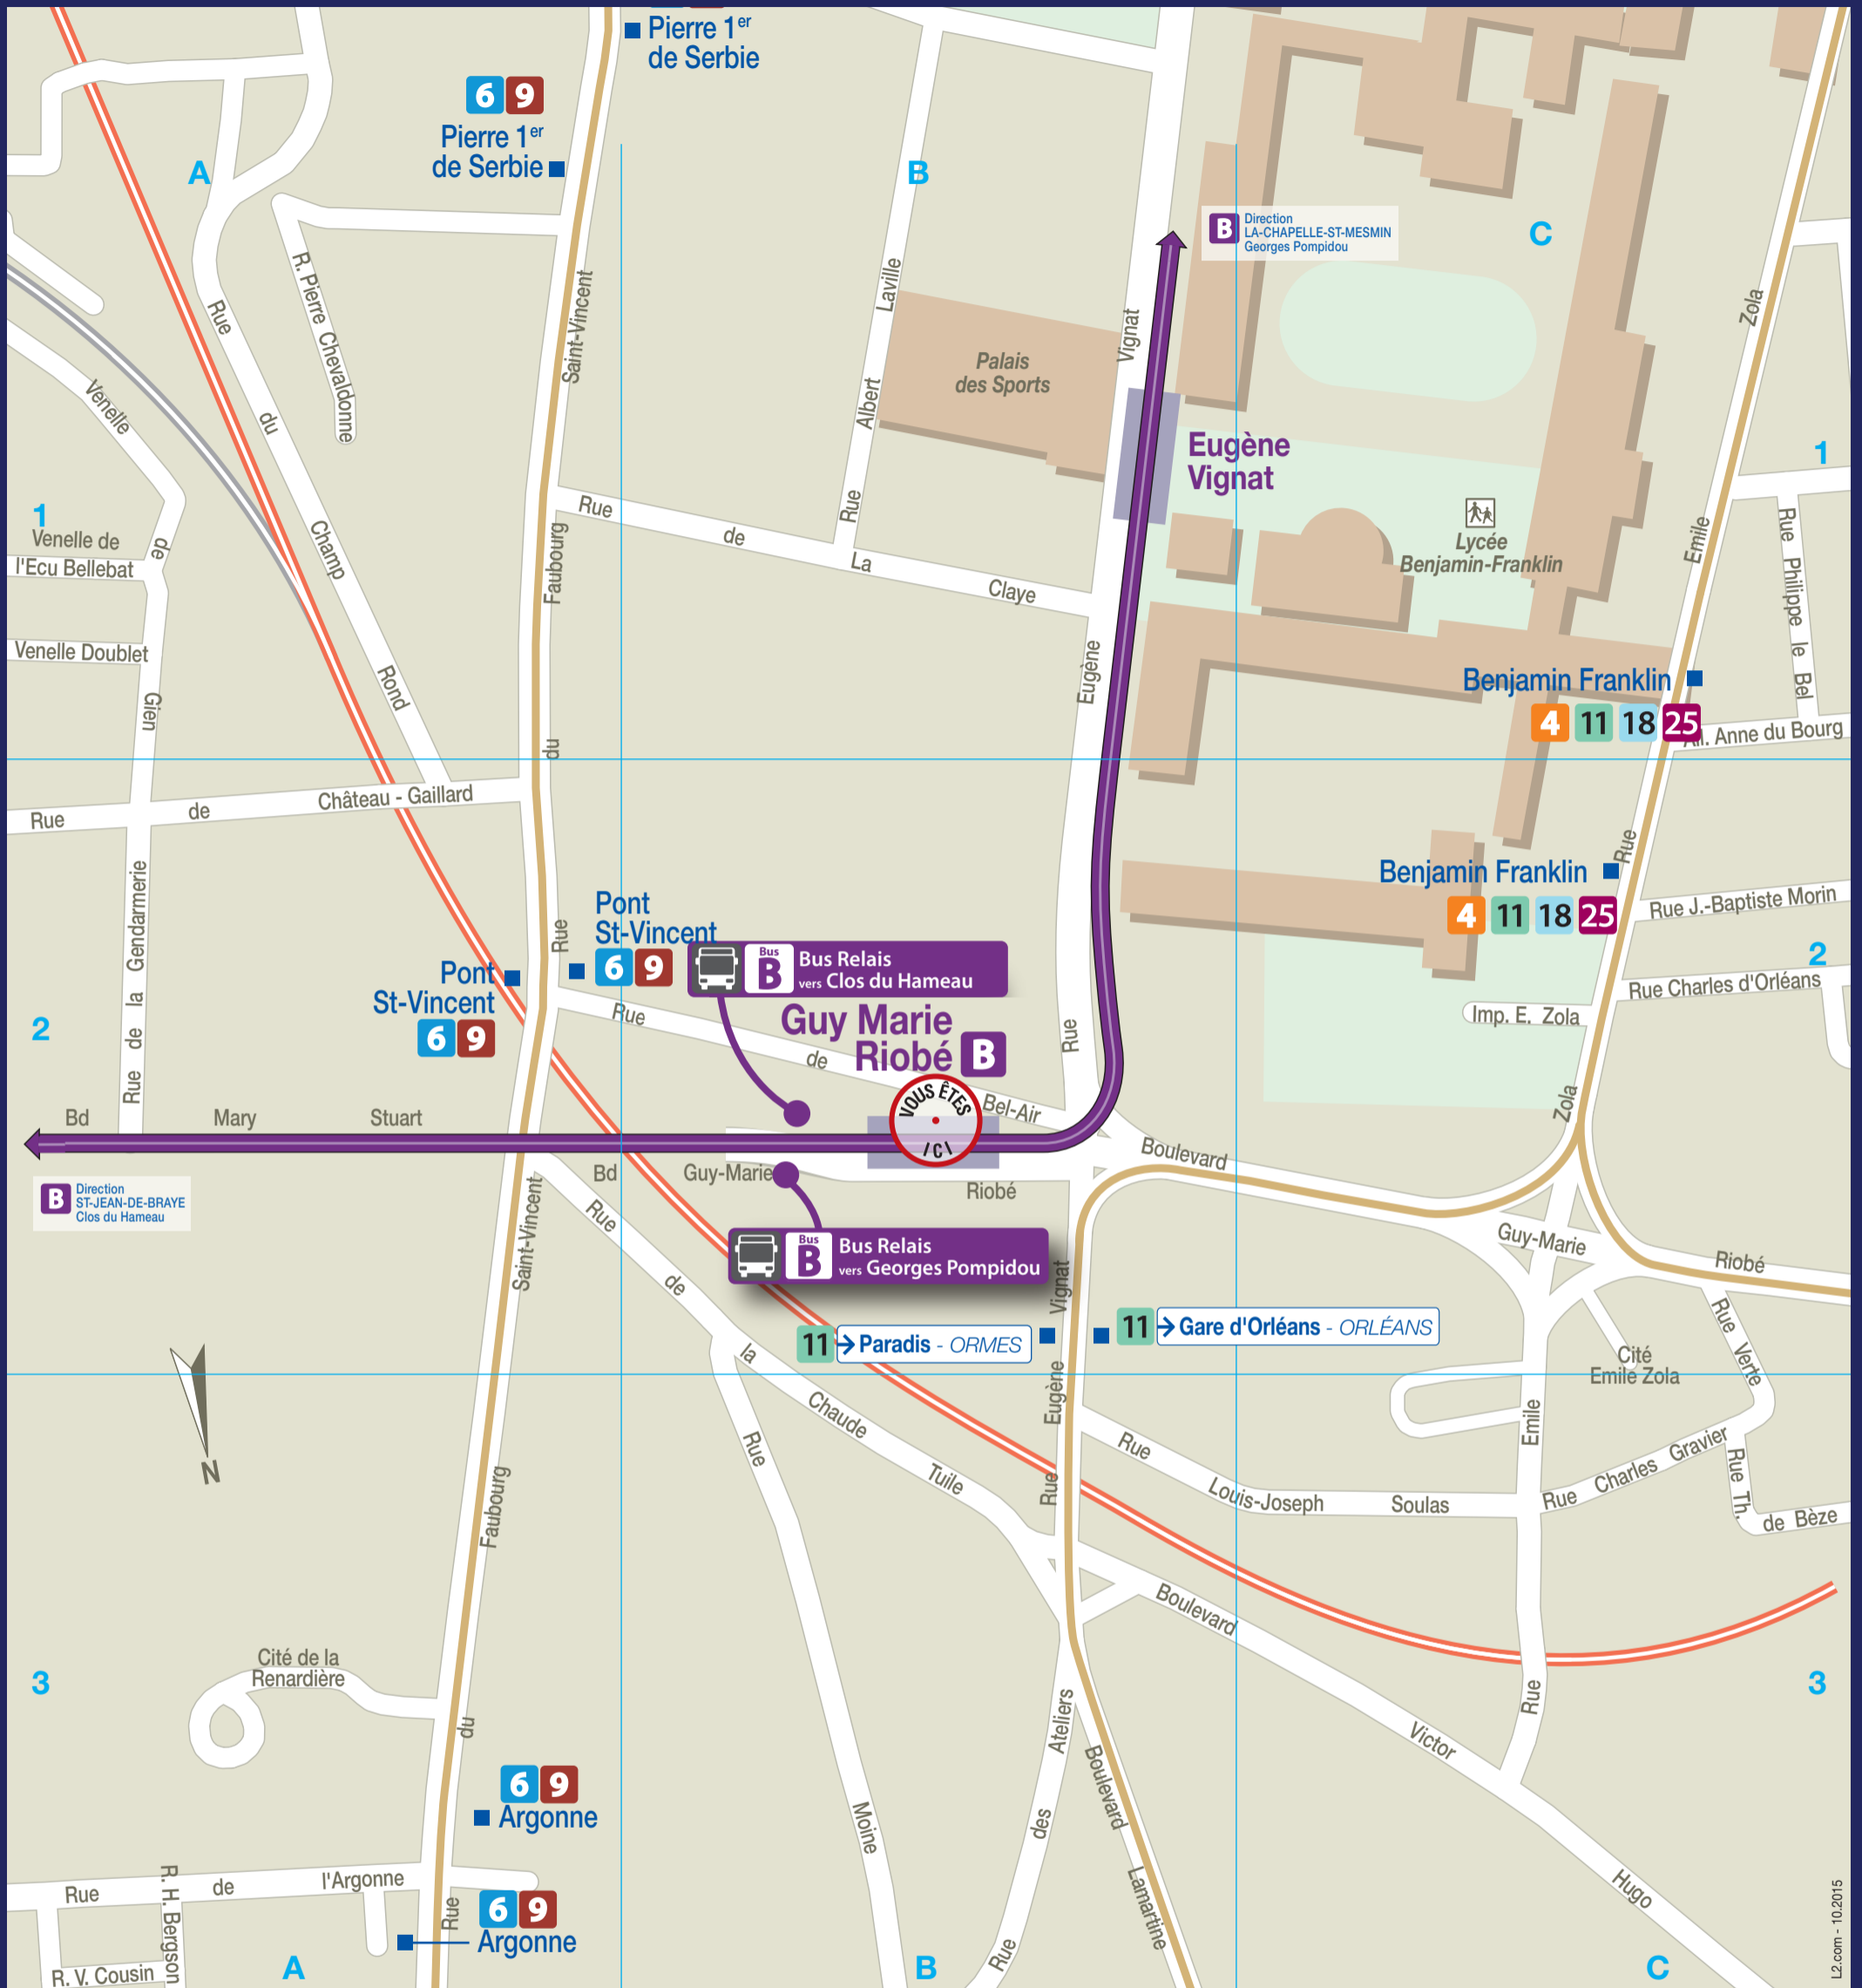 Pierre 1er
de Serbie
6 9
Pierre 1er
de Serbie
A
B
C
B
Direction
LA-CHAPELLE-ST-MESMIN
Georges Pompidou
R. Pierre Chevaldonne
Rue du Champ Rond
Rue du Faubourg Saint-Vincent
Rue Albert Laville
Rue Eugène Vignat
Rue Emile Zola
Palais
des Sports
Eugène
Vignat
1
1
Venelle de Gien
Venelle de
l'Ecu Bellebat
Venelle Doublet
Rue de La Claye
Lycée
Benjamin-Franklin
Rue Philippe le Bel
Benjamin Franklin
4 11 18 25
All. Anne du Bourg
Rue de Château - Gaillard
Rue de la Gendarmerie
Benjamin Franklin
4 11 18 25
Rue J.-Baptiste Morin
2
2
Rue Charles d'Orléans
Imp. E. Zola
Pont
St-Vincent
6 9
Pont
St-Vincent
6 9
Bus
B
Bus Relais
vers Clos du Hameau
Guy Marie
Riobé B
Rue de Bel-Air
VOUS ÊTES
ICI
Bd Mary Stuart
B
Direction
ST-JEAN-DE-BRAYE
Clos du Hameau
Bd Guy-Marie Riobé
Boulevard Guy-Marie Riobé
Bus
B
Bus Relais
vers Georges Pompidou
11 Paradis - ORMES
11 Gare d'Orléans - ORLÉANS
Rue de la Chaude Tuile
Rue Eugène Vignat
Rue Verte
Cité
Emile Zola
N
Rue Moine
Rue Louis-Joseph Soulas
Rue Charles Gravier
Rue Th. de Bèze
Rue Emile Zola
Rue du Faubourg Saint-Vincent
Boulevard Victor Hugo
3
3
Cité de la
Renardière
Rue des Ateliers
Boulevard Lamartine
6 9
Argonne
Rue de l'Argonne
R. H. Bergson
6 9
Argonne
R. V. Cousin
A
B
C
L2.com - 10.2015